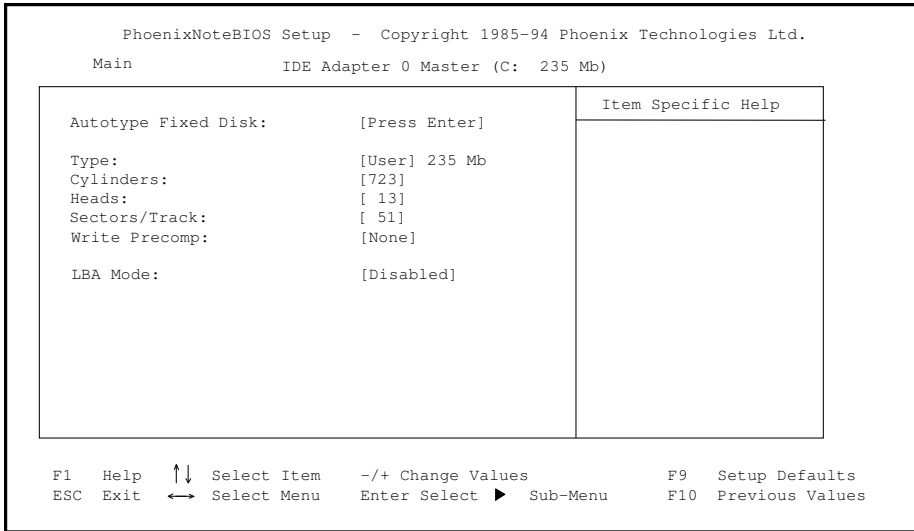 PhoenixNoteBIOS Setup - Copyright 1985-94 Phoenix Technologies Ltd.
Main IDE Adapter 0 Master (C: 235 Mb)
Item Specific Help
Autotype Fixed Disk: [Press Enter]
Type: [User] 235 Mb
Cylinders: [723]
Heads: [ 13]
Sectors/Track: [ 51]
Write Precomp: [None]
LBA Mode: [Disabled]
F1 Help ↑↓ Select Item -/+ Change Values F9 Setup Defaults
ESC Exit ↔ Select Menu Enter Select ▶ Sub-Menu F10 Previous Values